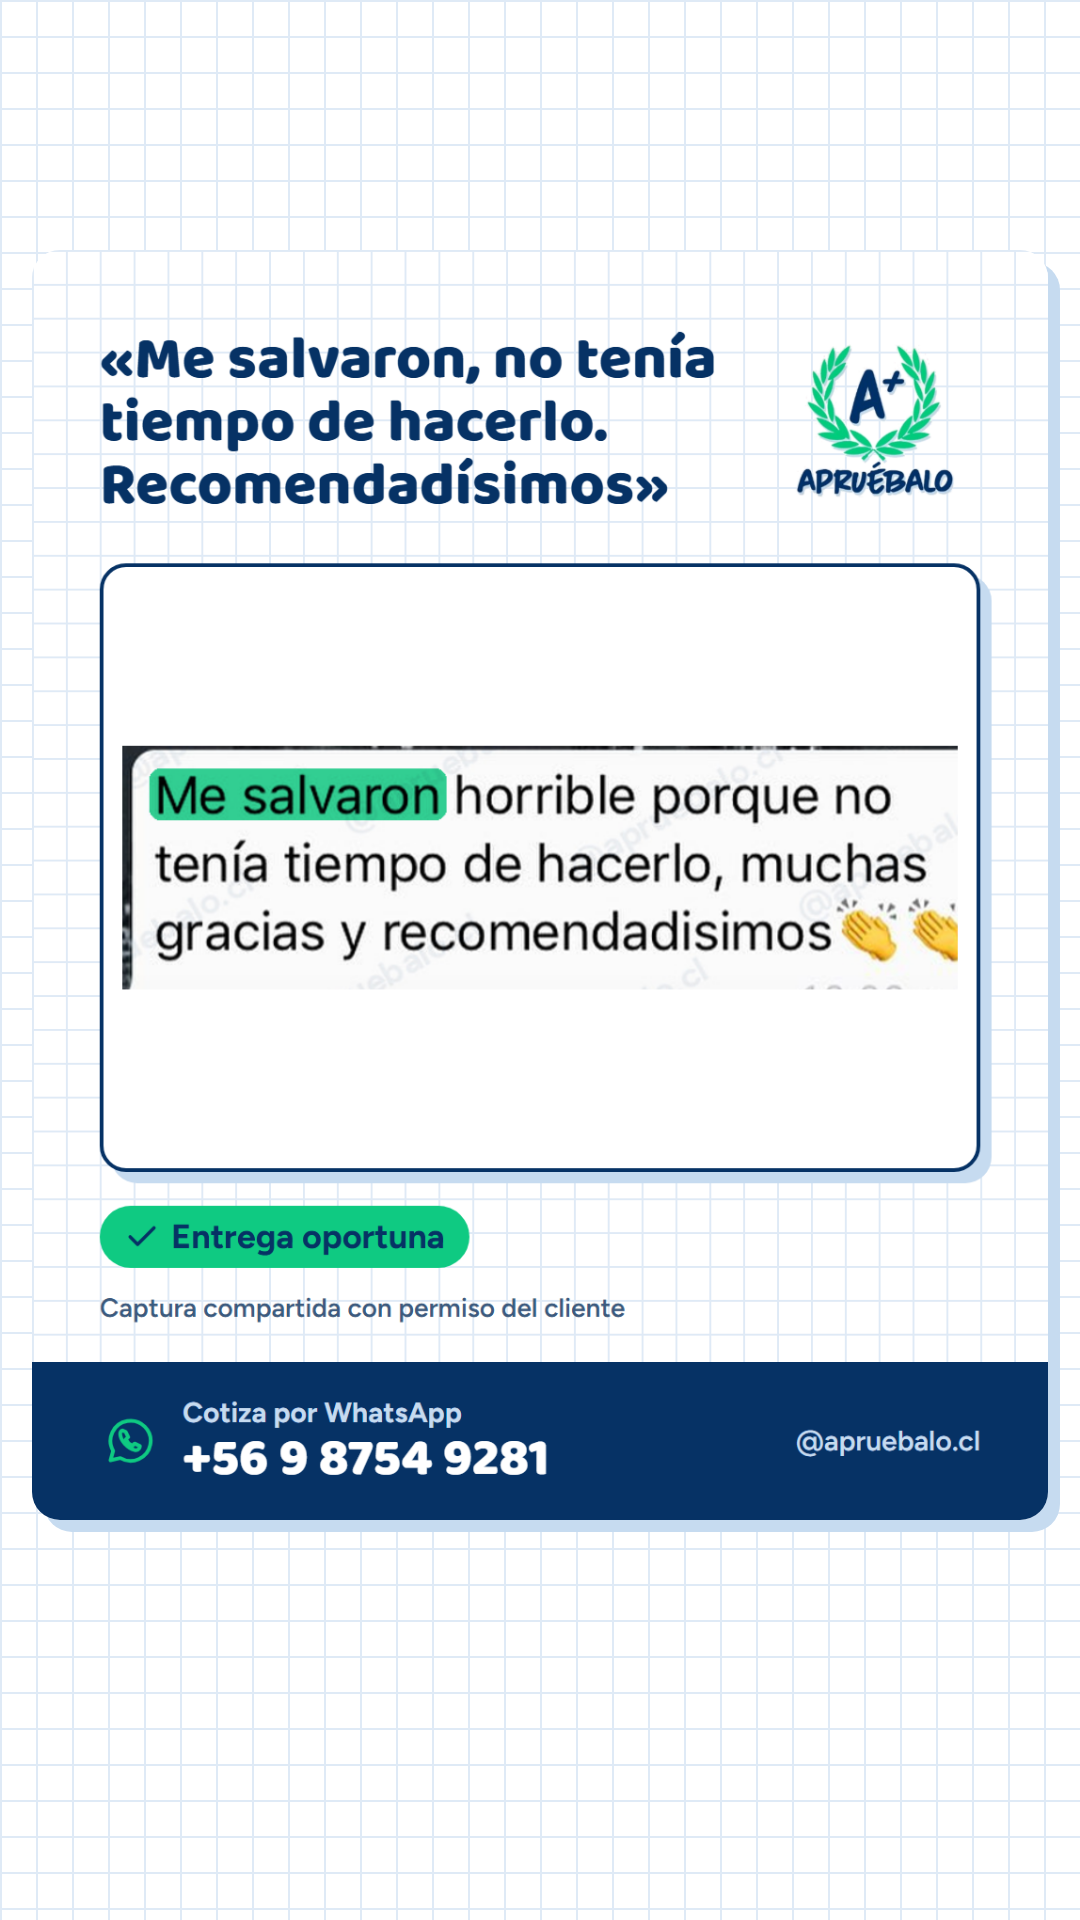 «Me salvaron, no tenía
tiempo de hacerlo.
Recomendadísimos»
A+
APRUÉBALO
Me salvaron horrible porque no
tenía tiempo de hacerlo, muchas
gracias y recomendadisimos👏👏
✓ Entrega oportuna
Captura compartida con permiso del cliente
Cotiza por WhatsApp
+56 9 8754 9281
@apruebalo.cl